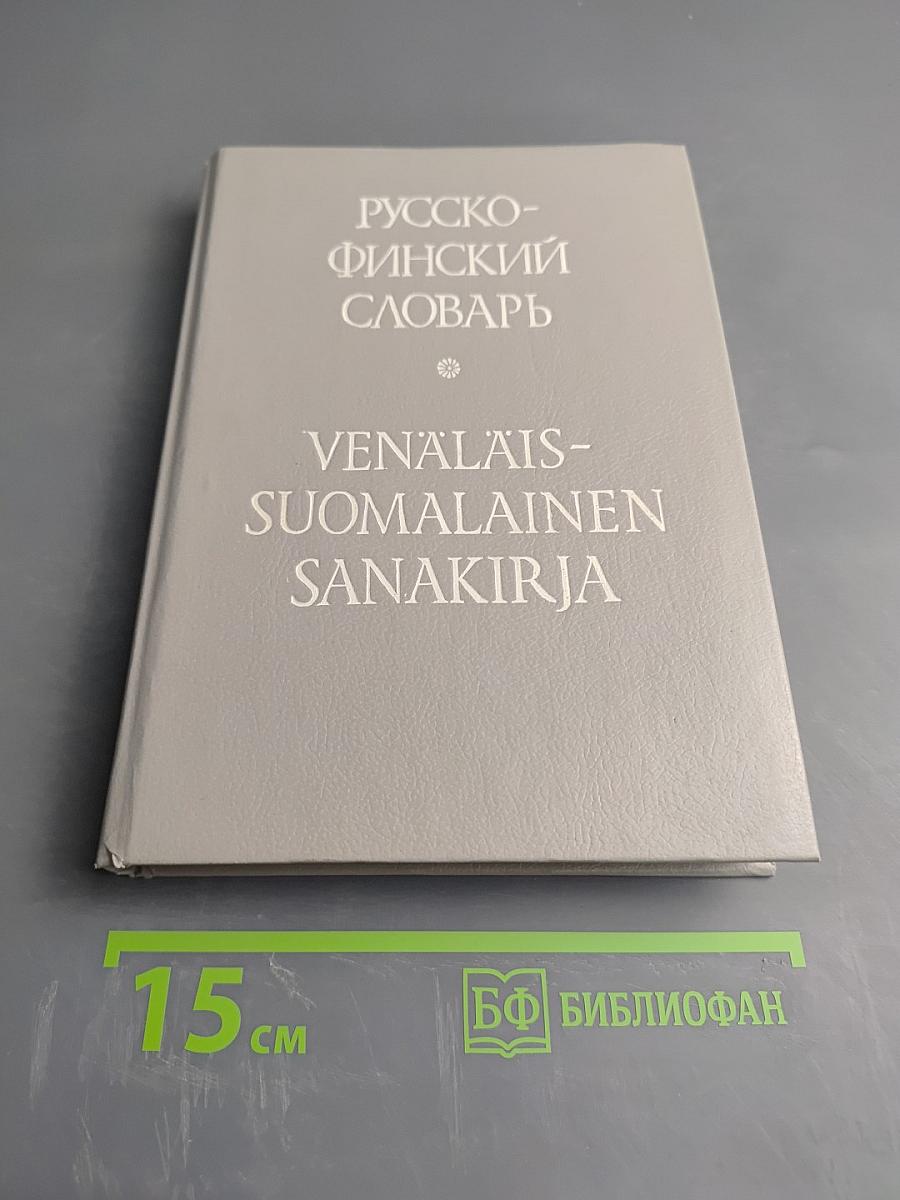 РУССКО-
ФИНСКИЙ
СЛОВАРЬ
VENÄLÄIS-
SUOMALAINEN
SANAKIRJA
15 см
БФ БИБЛИОФАН